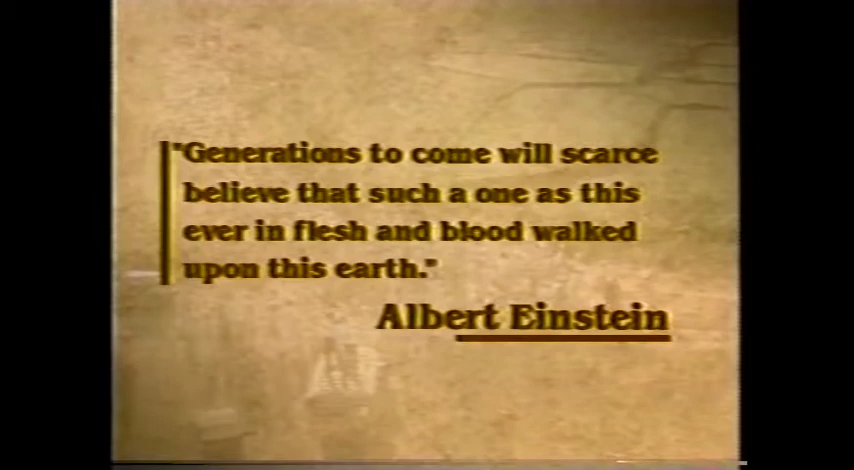 "Generations to come will scarce
believe that such a one as this
ever in flesh and blood walked
upon this earth."
Albert Einstein